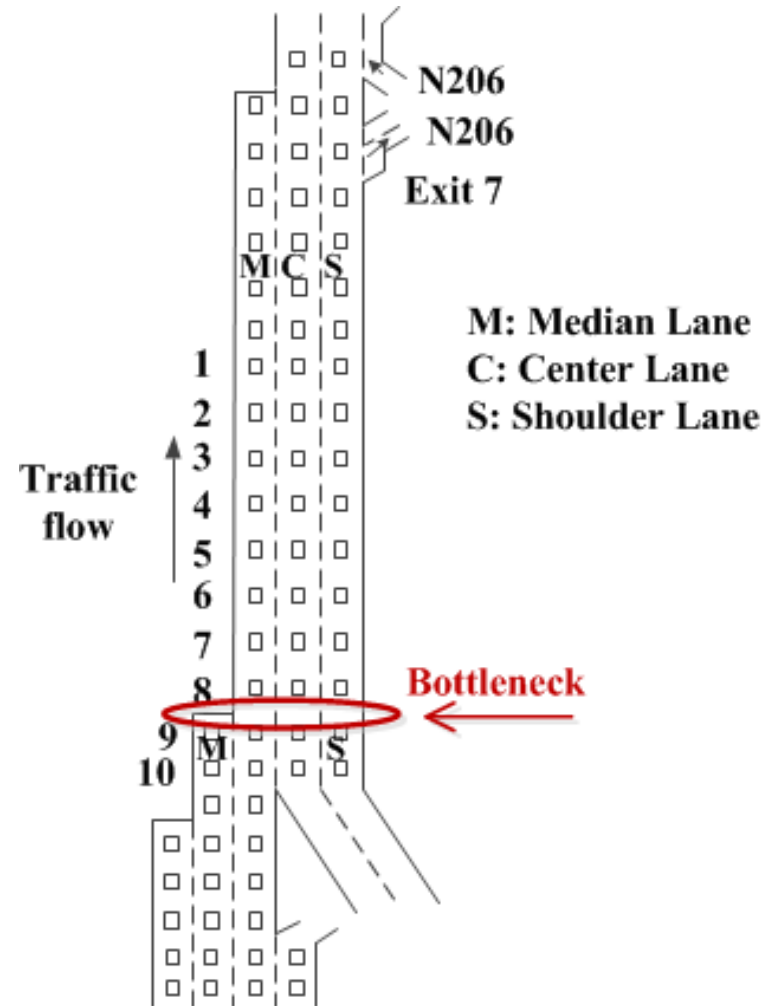 N206
N206
Exit 7
M C S
M: Median Lane
C: Center Lane
S: Shoulder Lane
1
2
3
4
5
6
7
8
9
10
Traffic
flow
Bottleneck
M S